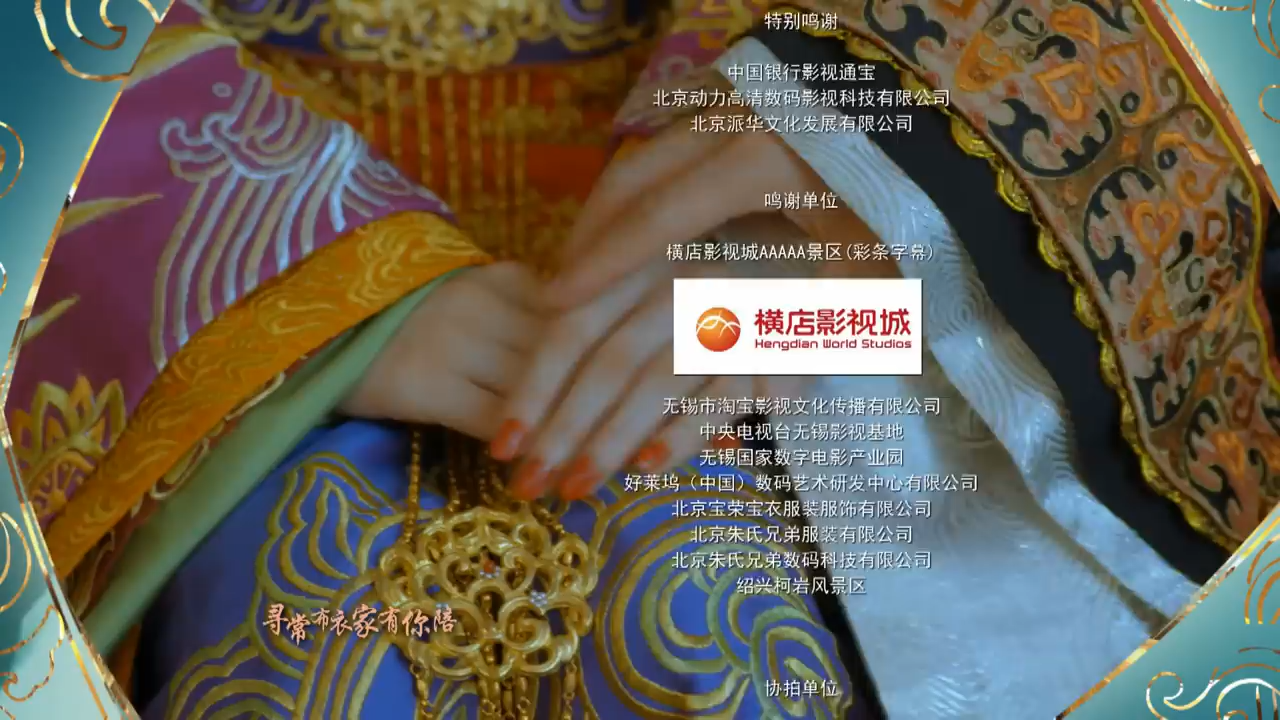 特别鸣谢
中国银行影视通宝
北京动力高清数码影视科技有限公司
北京派华文化发展有限公司
鸣谢单位
横店影视城AAAAA景区(彩条字幕)
横店影视城
Hengdian World Studios
无锡市淘宝影视文化传播有限公司
中央电视台无锡影视基地
无锡国家数字电影产业园
好莱坞（中国）数码艺术研发中心有限公司
北京宝荣宝衣服装服饰有限公司
北京朱氏兄弟服装有限公司
北京朱氏兄弟数码科技有限公司
绍兴柯岩风景区
寻常布衣家有你陪
协拍单位